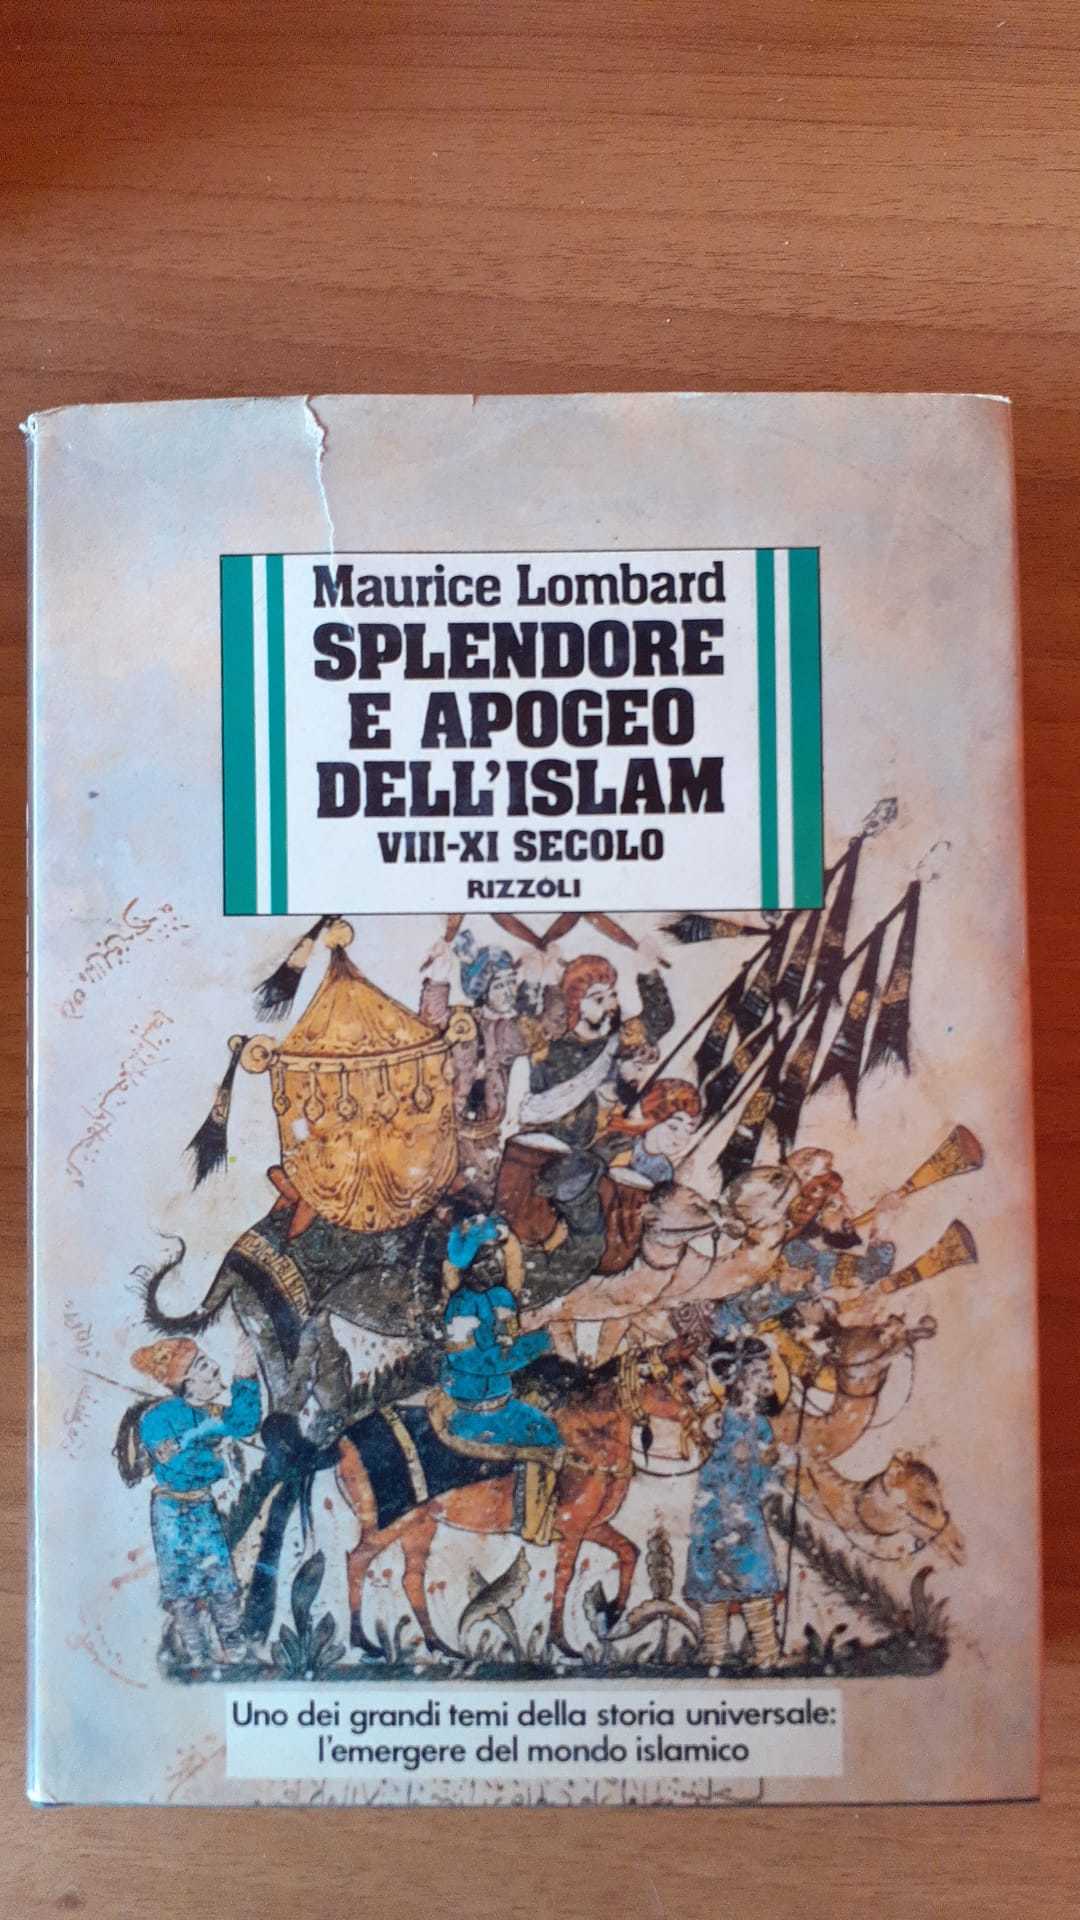 Maurice Lombard
SPLENDORE
E APOGEO
DELL'ISLAM
VIII-XI SECOLO
RIZZOLI
Uno dei grandi temi della storia universale:
l'emergere del mondo islamico